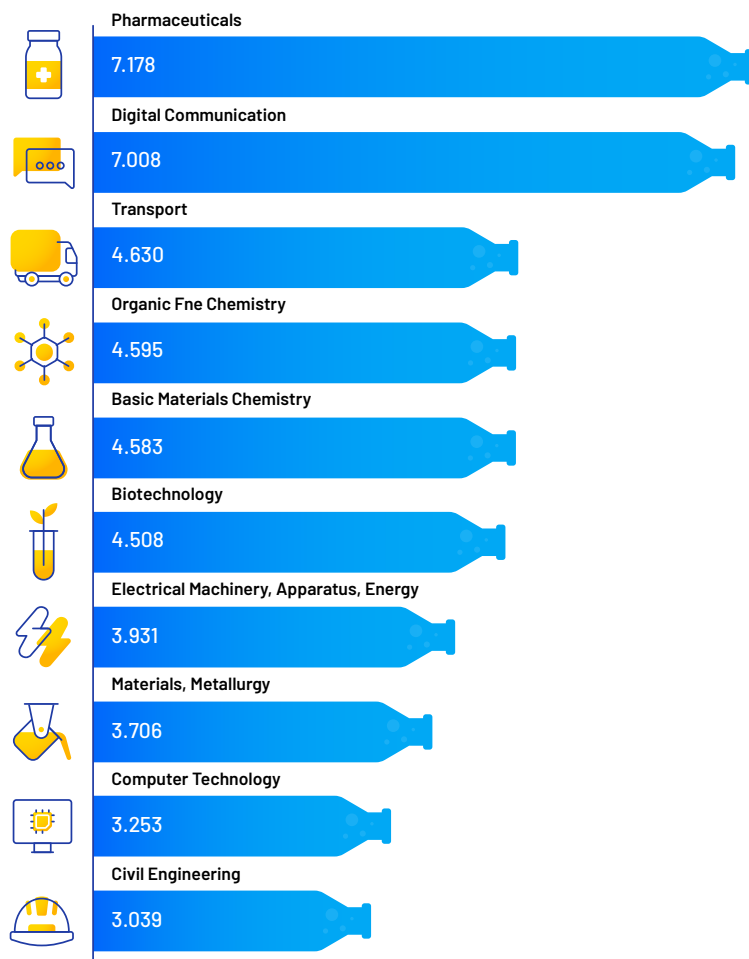 Pharmaceuticals
7.178
Digital Communication
7.008
Transport
4.630
Organic Fne Chemistry
4.595
Basic Materials Chemistry
4.583
Biotechnology
4.508
Electrical Machinery, Apparatus, Energy
3.931
Materials, Metallurgy
3.706
Computer Technology
3.253
Civil Engineering
3.039